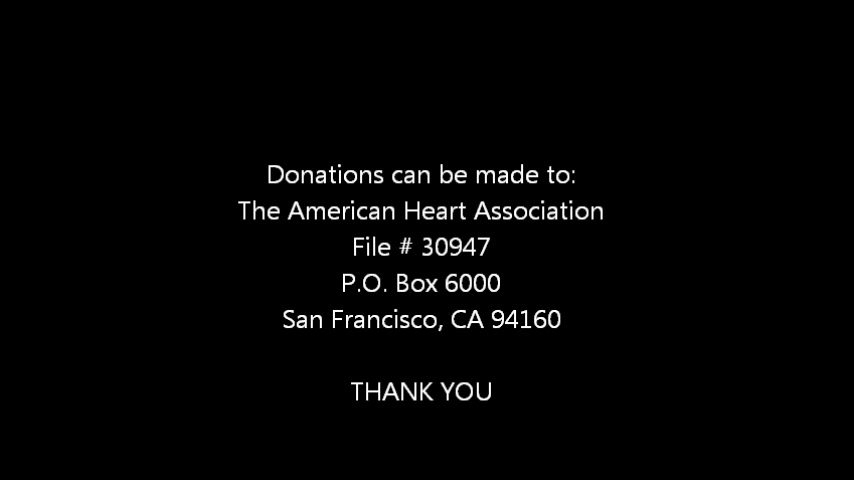 Donations can be made to:
The American Heart Association
File # 30947
P.O. Box 6000
San Francisco, CA 94160
THANK YOU